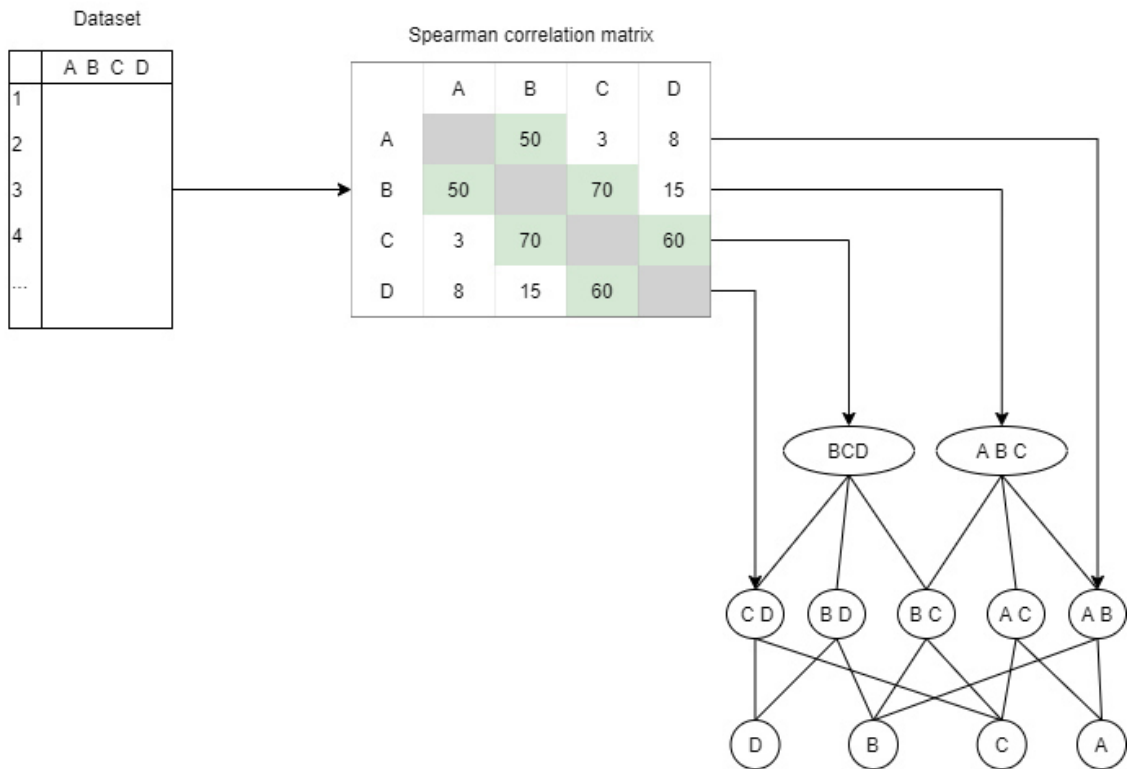 Dataset
A B C D
1
2
3
4
...
Spearman correlation matrix
A B C D
A 50 3 8
B 50 70 15
C 3 70 60
D 8 15 60
BCD A B C
C D B D B C A C A B
D B C A